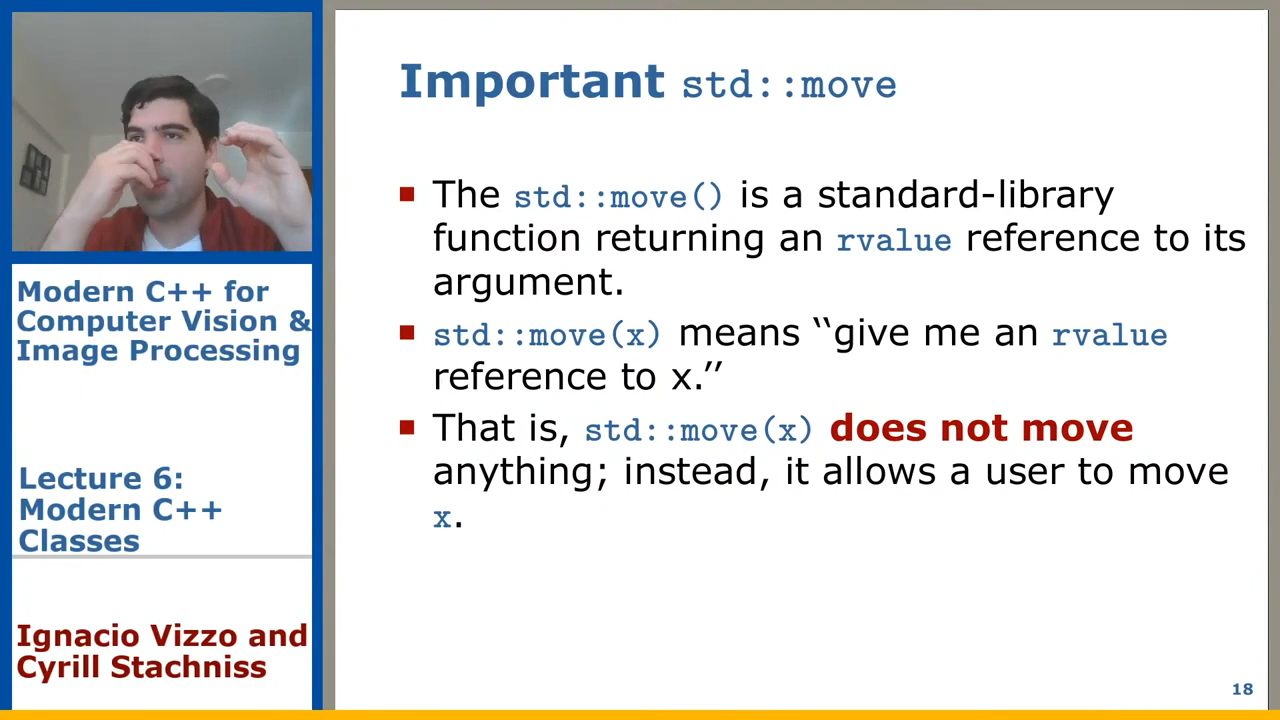 Important std::move
The std::move() is a standard-library
function returning an rvalue reference to its
argument.
std::move(x) means ‘‘give me an rvalue
reference to x.’’
That is, std::move(x) does not move
anything; instead, it allows a user to move
x.
Modern C++ for
Computer Vision &
Image Processing
Lecture 6:
Modern C++
Classes
Ignacio Vizzo and
Cyrill Stachniss
18